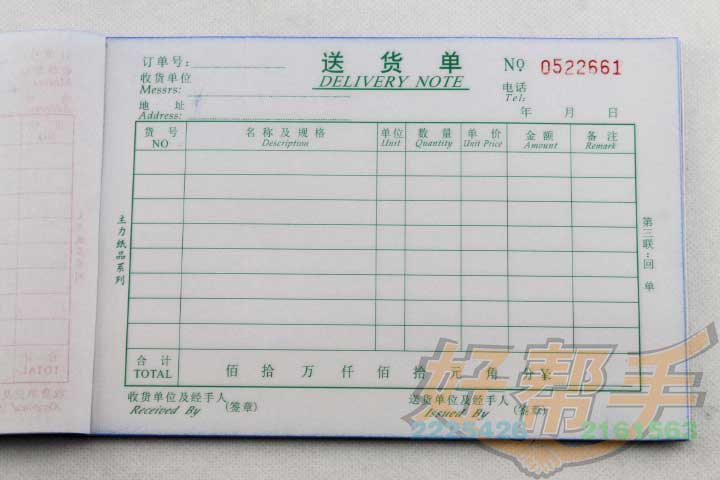 订单号:
送货单
No 0522661
收货单位
Messrs:
DELIVERY NOTE
电话
Tel:
地 址
Address:
年 月 日
货 号 名称及规格 单位 数 量 单 价 金 额 备 注
NO Description Unit Quantity Unit Price Amount Remark
主力纸品系列
第三联:回单
合 计
TOTAL
佰 拾 万 仟 佰 拾 元 角 分 ¥
收货单位及经手人
Received By (签章)
送货单位及经手人
Issued By (签章)
好帮手
2225426 2161563